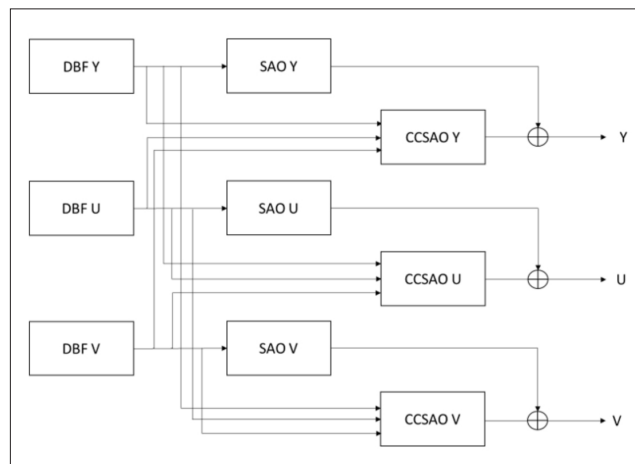 DBF Y
SAO Y
CCSAO Y
Y
DBF U
SAO U
CCSAO U
U
DBF V
SAO V
CCSAO V
V